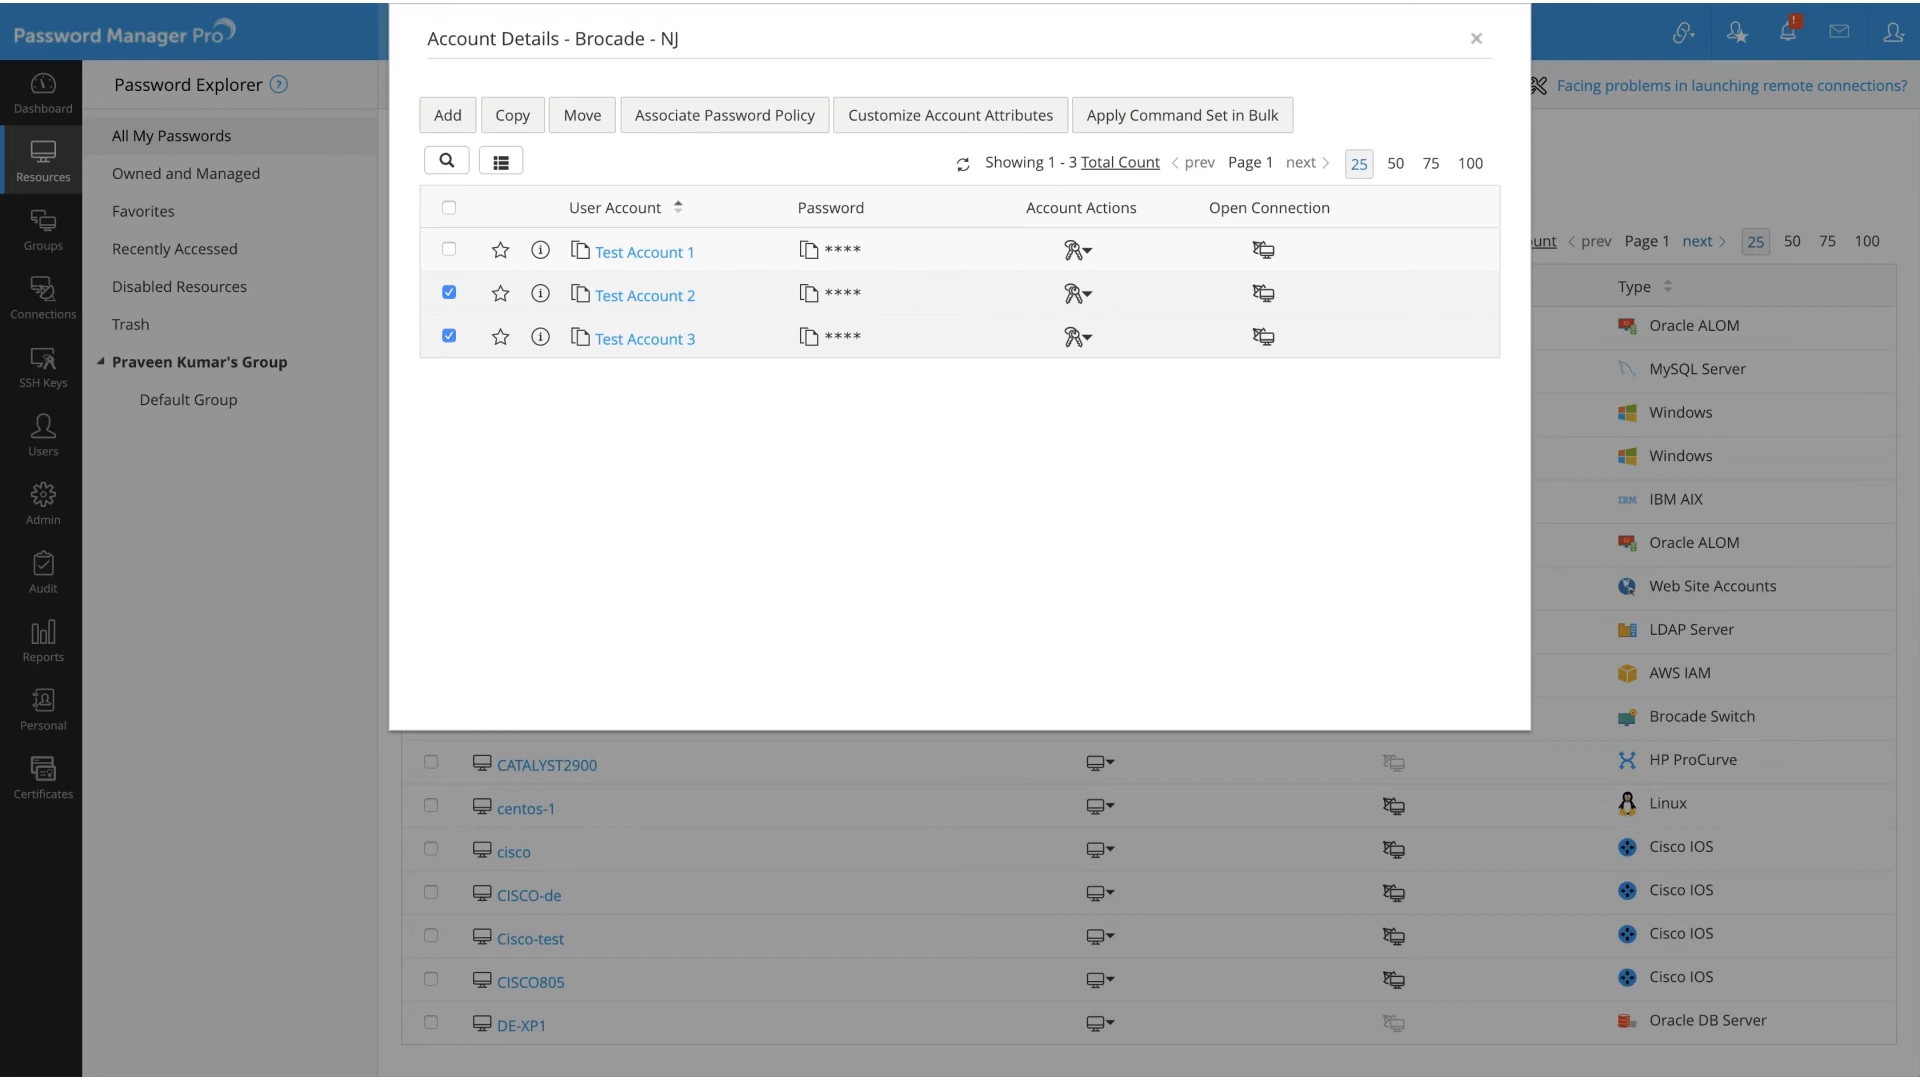 Password Manager Pro
Account Details - Brocade - NJ
Facing problems in launching remote connections?
Dashboard
Resources
Groups
Connections
SSH Keys
Users
Admin
Audit
Reports
Personal
Certificates
Password Explorer ?
All My Passwords
Owned and Managed
Favorites
Recently Accessed
Disabled Resources
Trash
Praveen Kumar's Group
Default Group
Add Copy Move Associate Password Policy Customize Account Attributes Apply Command Set in Bulk
Showing 1 - 3 Total Count < prev Page 1 next > 25 50 75 100
User Account Password Account Actions Open Connection
Test Account 1 ****
Test Account 2 ****
Test Account 3 ****
unt < prev Page 1 next > 25 50 75 100
Type
Oracle ALOM
MySQL Server
Windows
Windows
IBM AIX
Oracle ALOM
Web Site Accounts
LDAP Server
AWS IAM
Brocade Switch
CATALYST2900 HP ProCurve
centos-1 Linux
cisco Cisco IOS
CISCO-de Cisco IOS
Cisco-test Cisco IOS
CISCO805 Cisco IOS
DE-XP1 Oracle DB Server